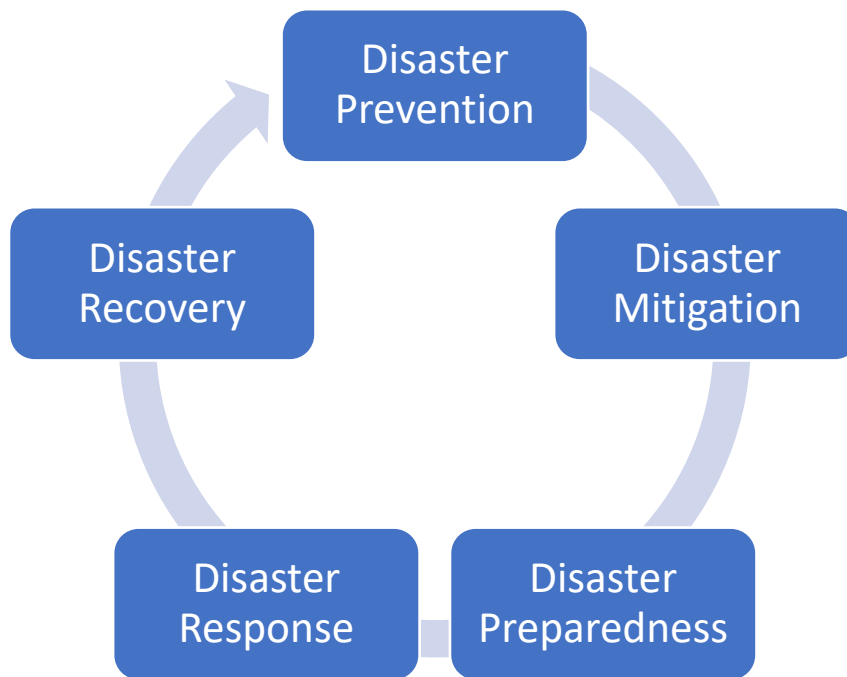 Disaster
Prevention
Disaster
Mitigation
Disaster
Preparedness
Disaster
Response
Disaster
Recovery